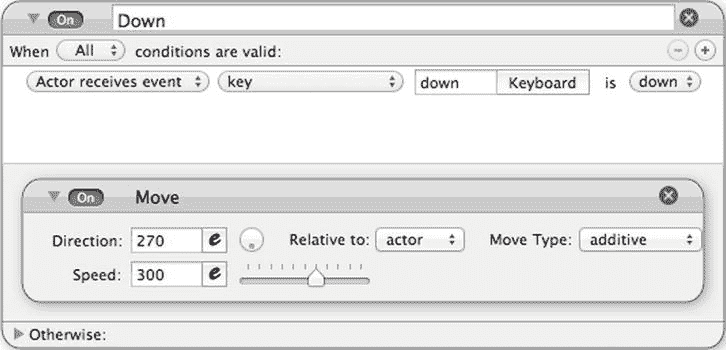 On Down
When All conditions are valid:
Actor receives event key down Keyboard is down
On Move
Direction: 270 e Relative to: actor Move Type: additive
Speed: 300 e
Otherwise: